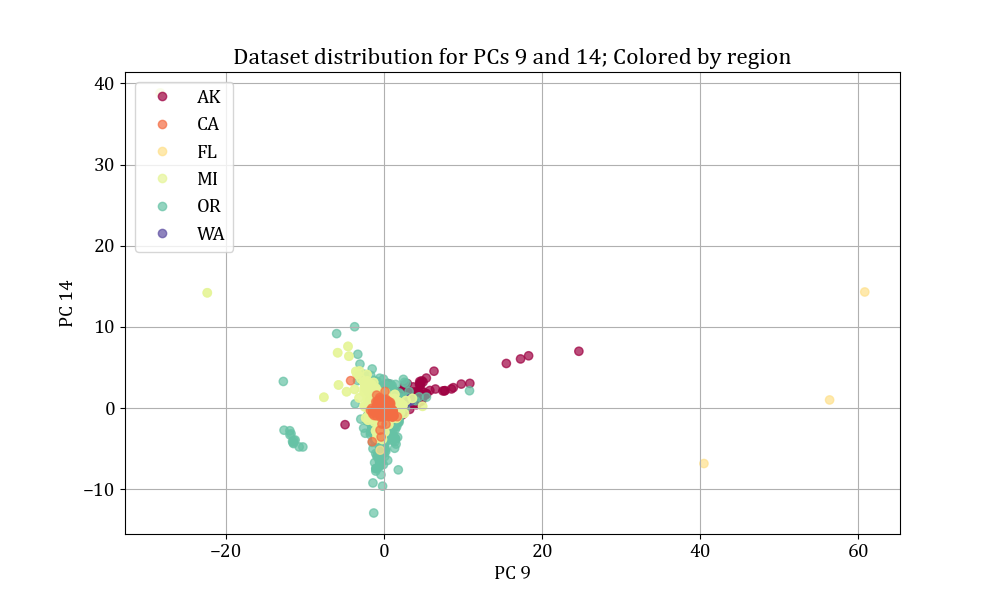 Dataset distribution for PCs 9 and 14; Colored by region
40
30
20
10
0
−10
PC 14
AK
CA
FL
MI
OR
WA
−20
0
20
40
60
PC 9